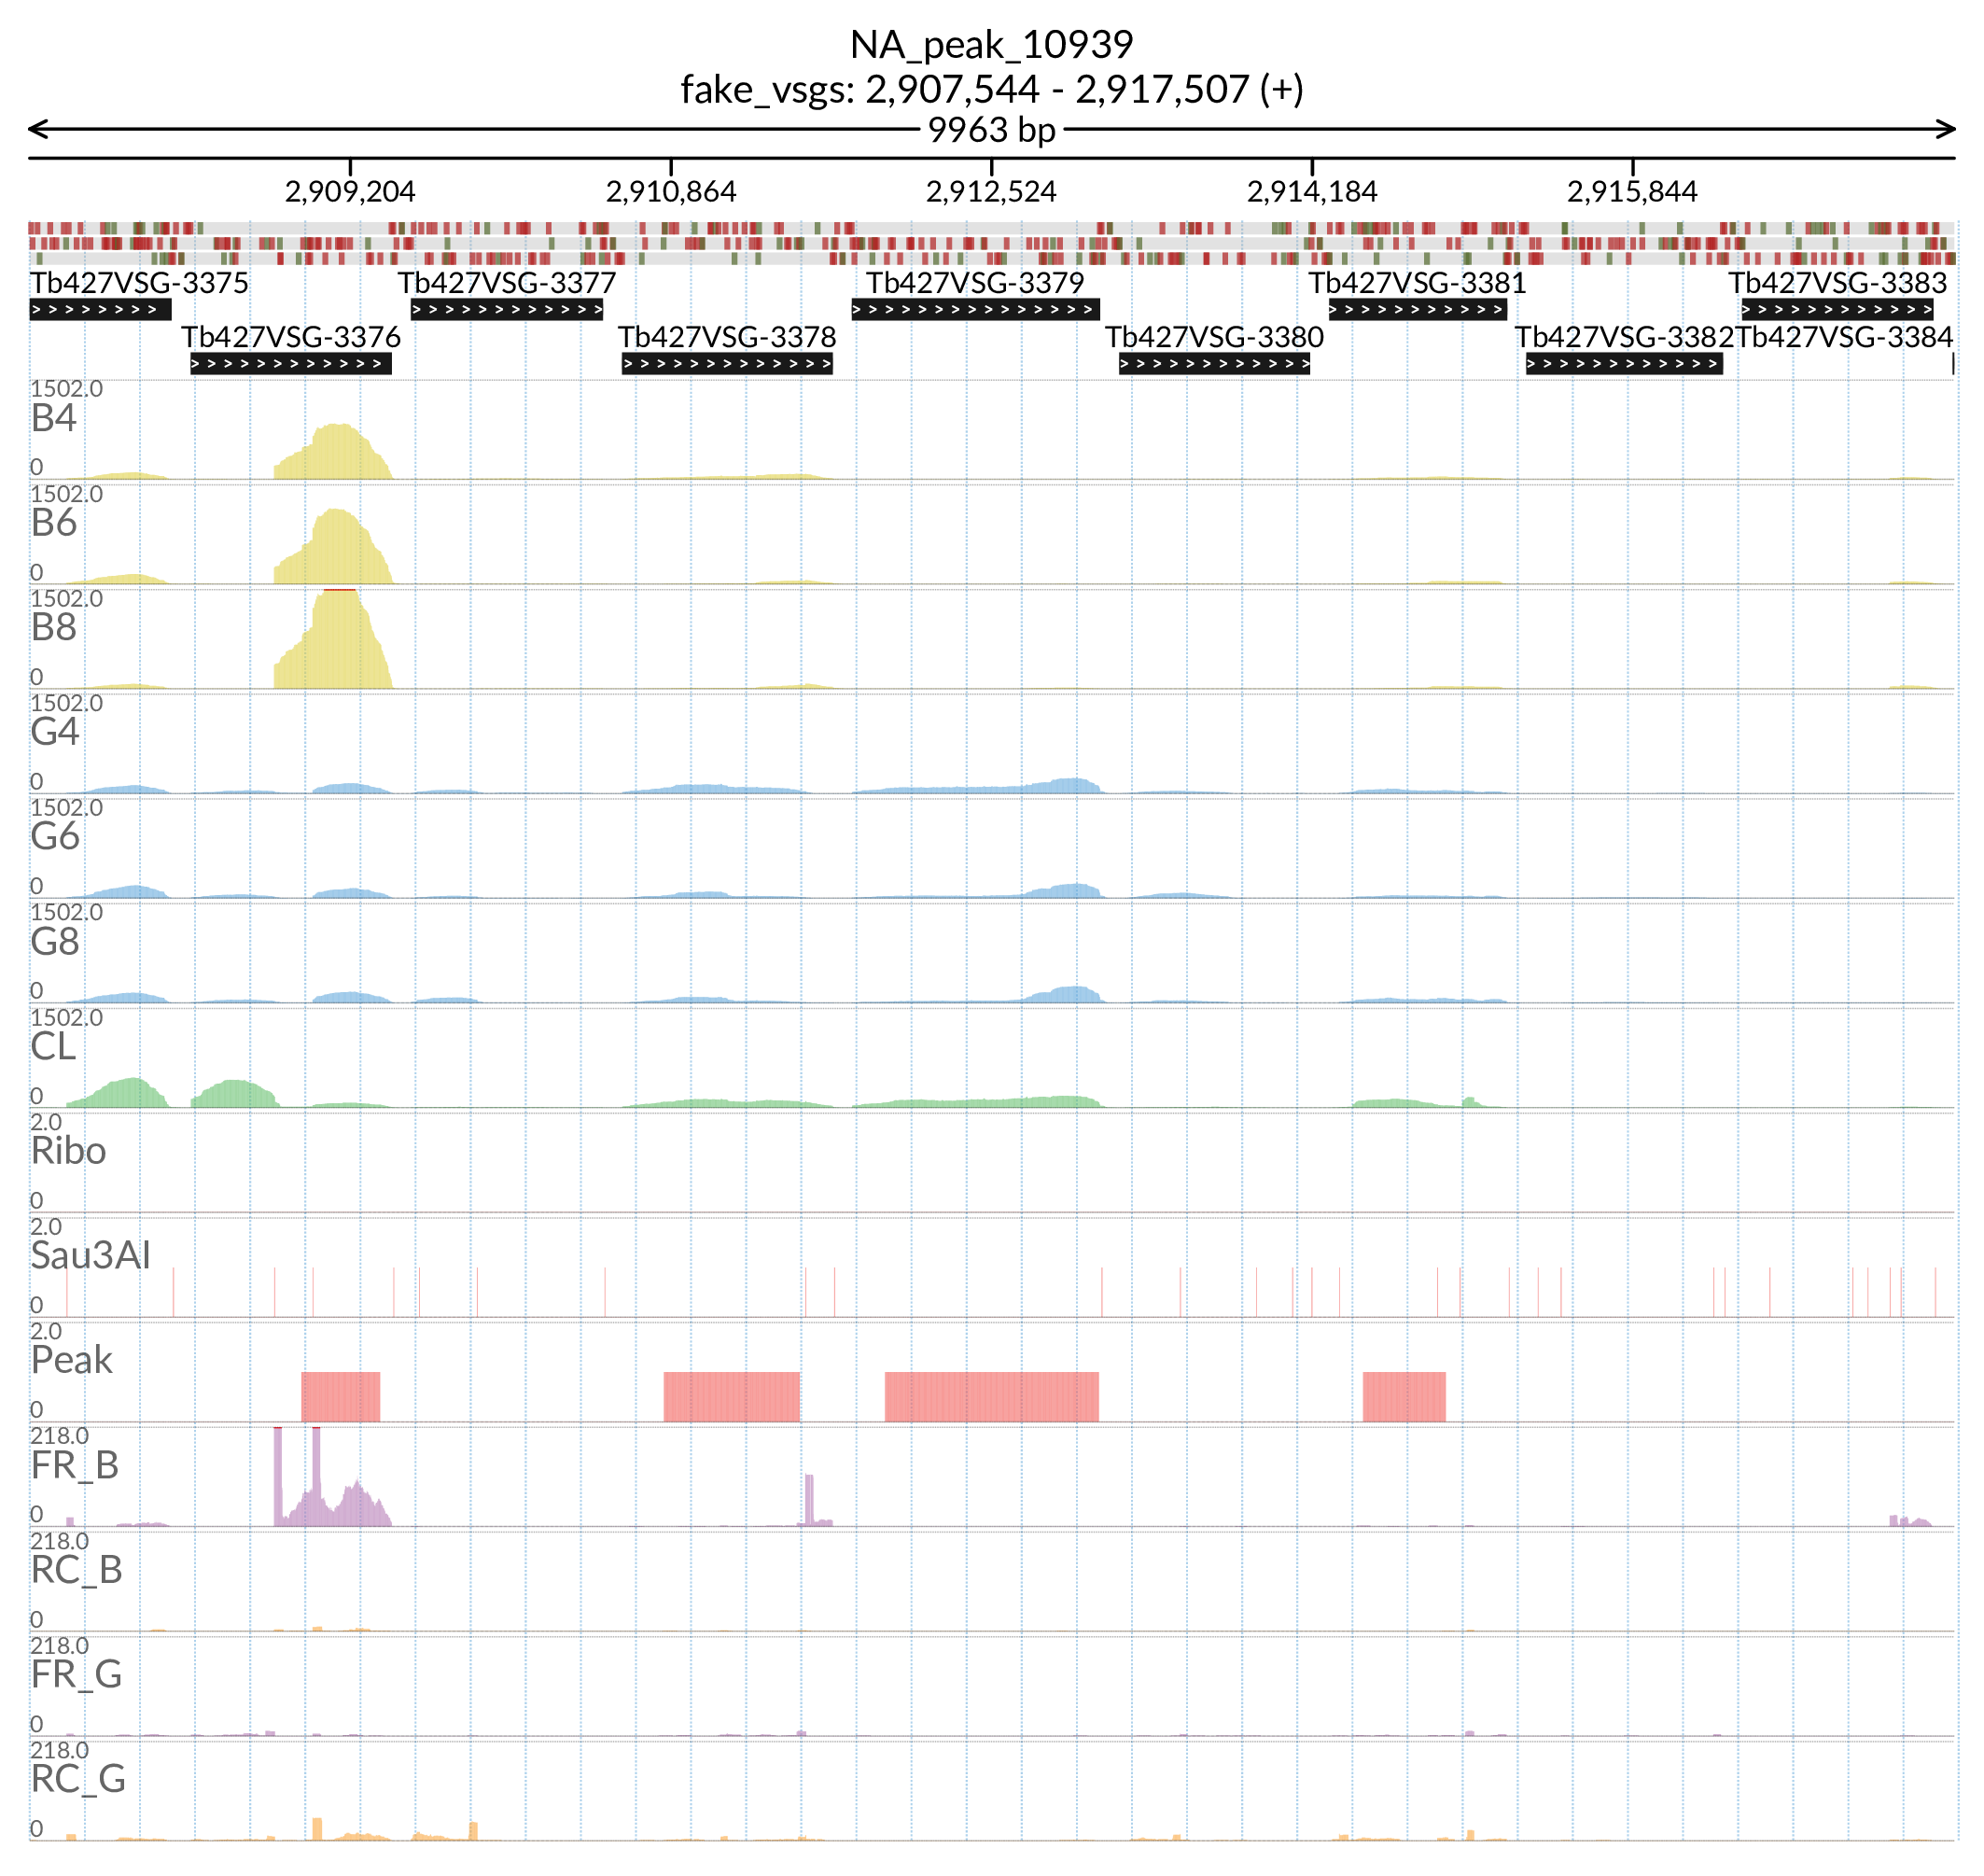 NA_peak_10939
fake_vsgs: 2,907,544 - 2,917,507 (+)
9963 bp
2,909,204 2,910,864 2,912,524 2,914,184 2,915,844
Tb427VSG-3375 Tb427VSG-3377 Tb427VSG-3379 Tb427VSG-3381 Tb427VSG-3383
Tb427VSG-3376 Tb427VSG-3378 Tb427VSG-3380 Tb427VSG-3382 Tb427VSG-3384
1502.0
B4
0
1502.0
B6
0
1502.0
B8
0
1502.0
G4
0
1502.0
G6
0
1502.0
G8
0
1502.0
CL
0
2.0
Ribo
0
2.0
Sau3AI
0
2.0
Peak
0
218.0
FR_B
0
218.0
RC_B
0
218.0
FR_G
0
218.0
RC_G
0